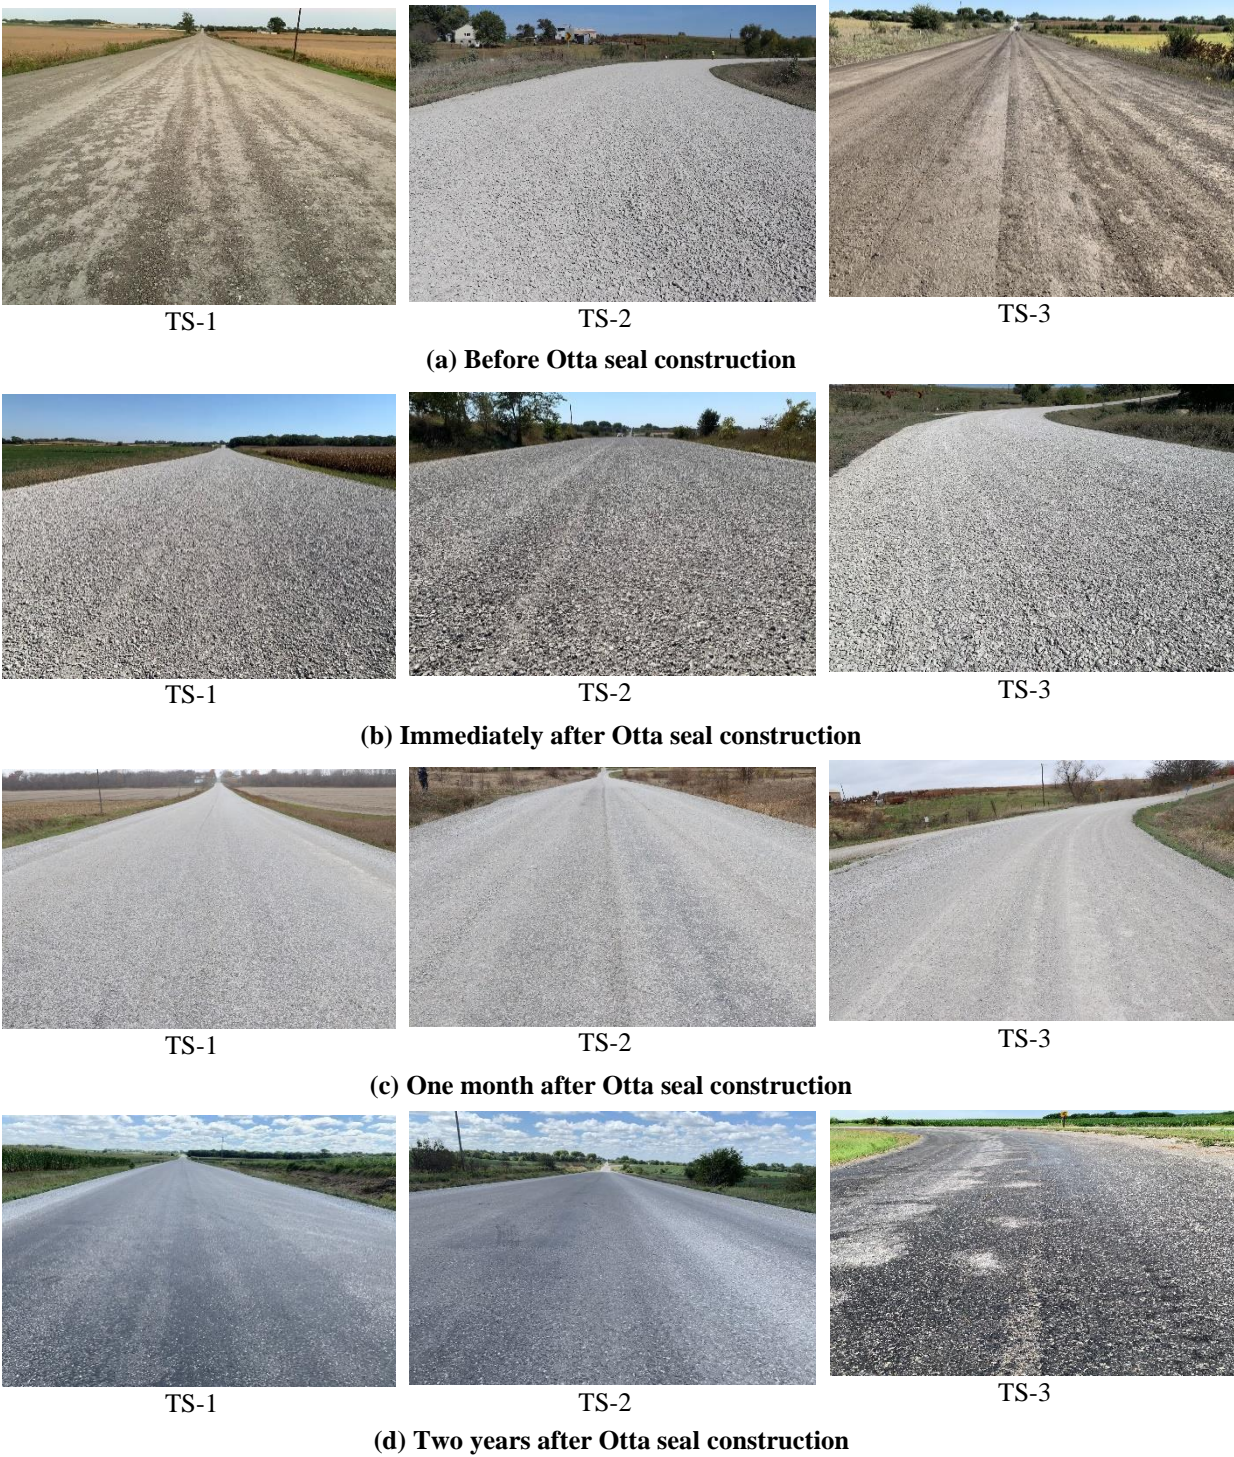 TS-1
TS-2
TS-3
(a) Before Otta seal construction
TS-1
TS-2
TS-3
(b) Immediately after Otta seal construction
TS-1
TS-2
TS-3
(c) One month after Otta seal construction
TS-1
TS-2
TS-3
(d) Two years after Otta seal construction